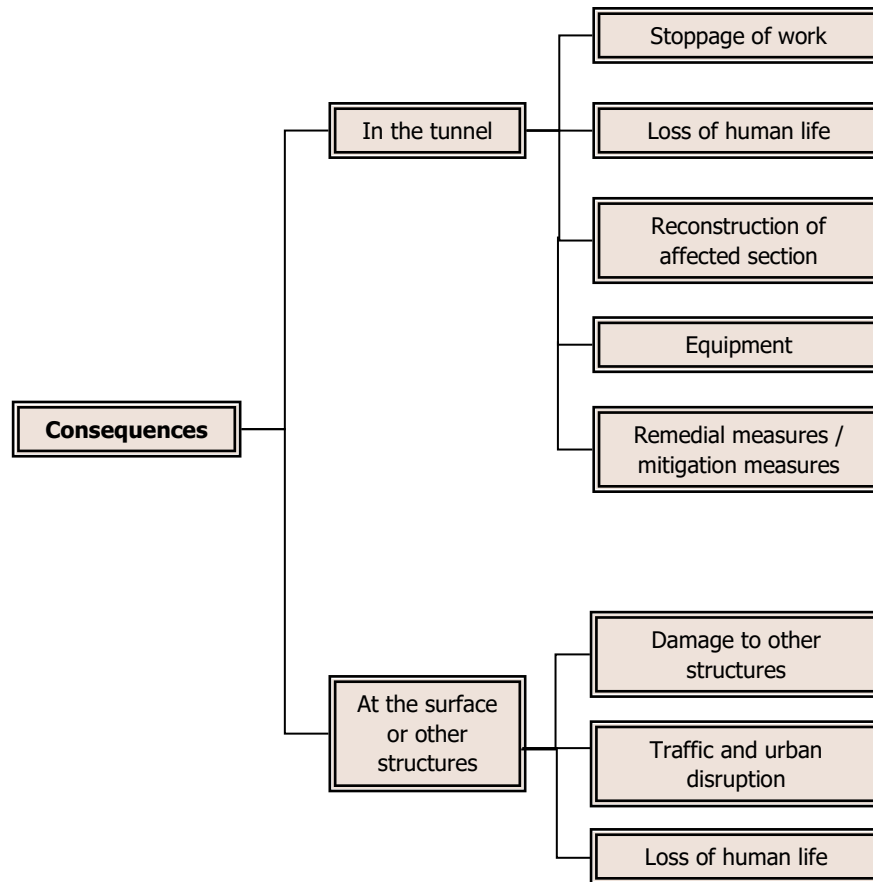 Stoppage of work
In the tunnel
Loss of human life
Reconstruction of
affected section
Equipment
Consequences
Remedial measures /
mitigation measures
Damage to other
structures
At the surface
or other
structures
Traffic and urban
disruption
Loss of human life